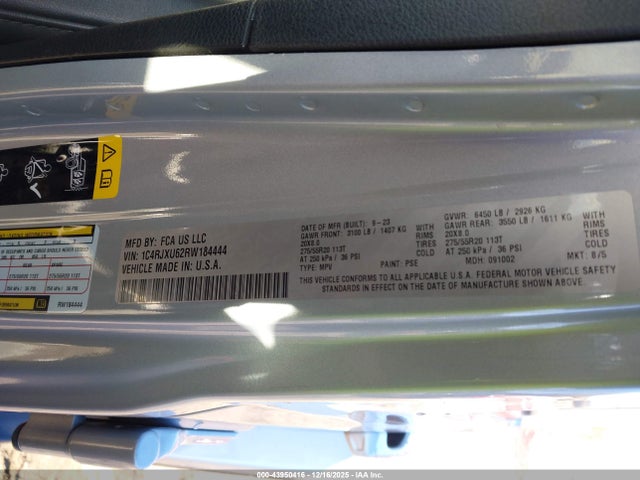 MFD BY: FCA US LLC
VIN: 1C4RJXU62RW184444
VEHICLE MADE IN: U.S.A.
DATE OF MFR (BUILT): 9-23
GAWR FRONT: 3100 LB / 1407 KG WITH
20X8.0 RIMS
275/55R20 113T TIRES
AT 250 kPa / 36 PSI COLD
TYPE: MPV PAINT: PSE
GVWR: 6450 LB / 2926 KG
GAWR REAR: 3550 LB / 1611 KG WITH
20X8.0 RIMS
275/55R20 113T TIRES
AT 250 kPa / 36 PSI COLD
MDH: 091002 MKT: B/5
THIS VEHICLE CONFORMS TO ALL APPLICABLE U.S.A. FEDERAL MOTOR VEHICLE SAFETY
STANDARDS IN EFFECT ON THE DATE OF MANUFACTURE SHOWN ABOVE.
RW184444
000-43950416 - 12/16/2025 - IAAI.com